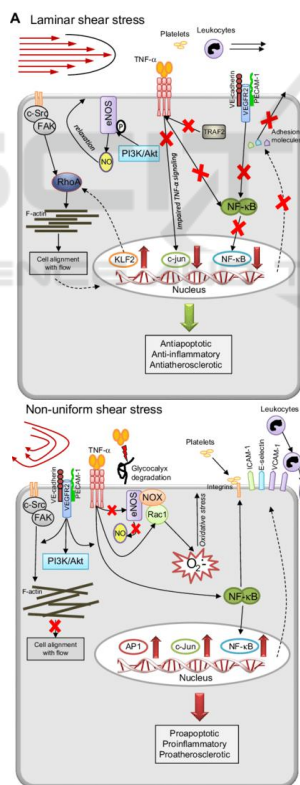 A Laminar shear stress
Platelets
Leukocytes
TNF-α
VE-cadherin
VEGFR2
PECAM-1
c-Src
FAK
eNOS
P
relaxation
NO
PI3K/Akt
TRAF2
Adhesion
molecules
RhoA
Impaired TNF-α signaling
NF-κB
F-actin
Cell alignment
with flow
KLF2
c-jun
NF-κB
Nucleus
Antiapoptotic
Anti-inflammatory
Antiatherosclerotic
Non-uniform shear stress
Leukocytes
VE-cadherin
VEGFR2
PECAM-1
TNF-α
Glycocalyx
degradation
Platelets
Integrins
ICAM-1
E-selectin
VCAM-1
c-Src
FAK
eNOS
NOX
Rac1
NO
Oxidative stress
PI3K/Akt
O2·-
F-actin
NF-κB
Cell alignment
with flow
AP1
c-Jun
NF-κB
Nucleus
Proapoptotic
Proinflammatory
Proatherosclerotic